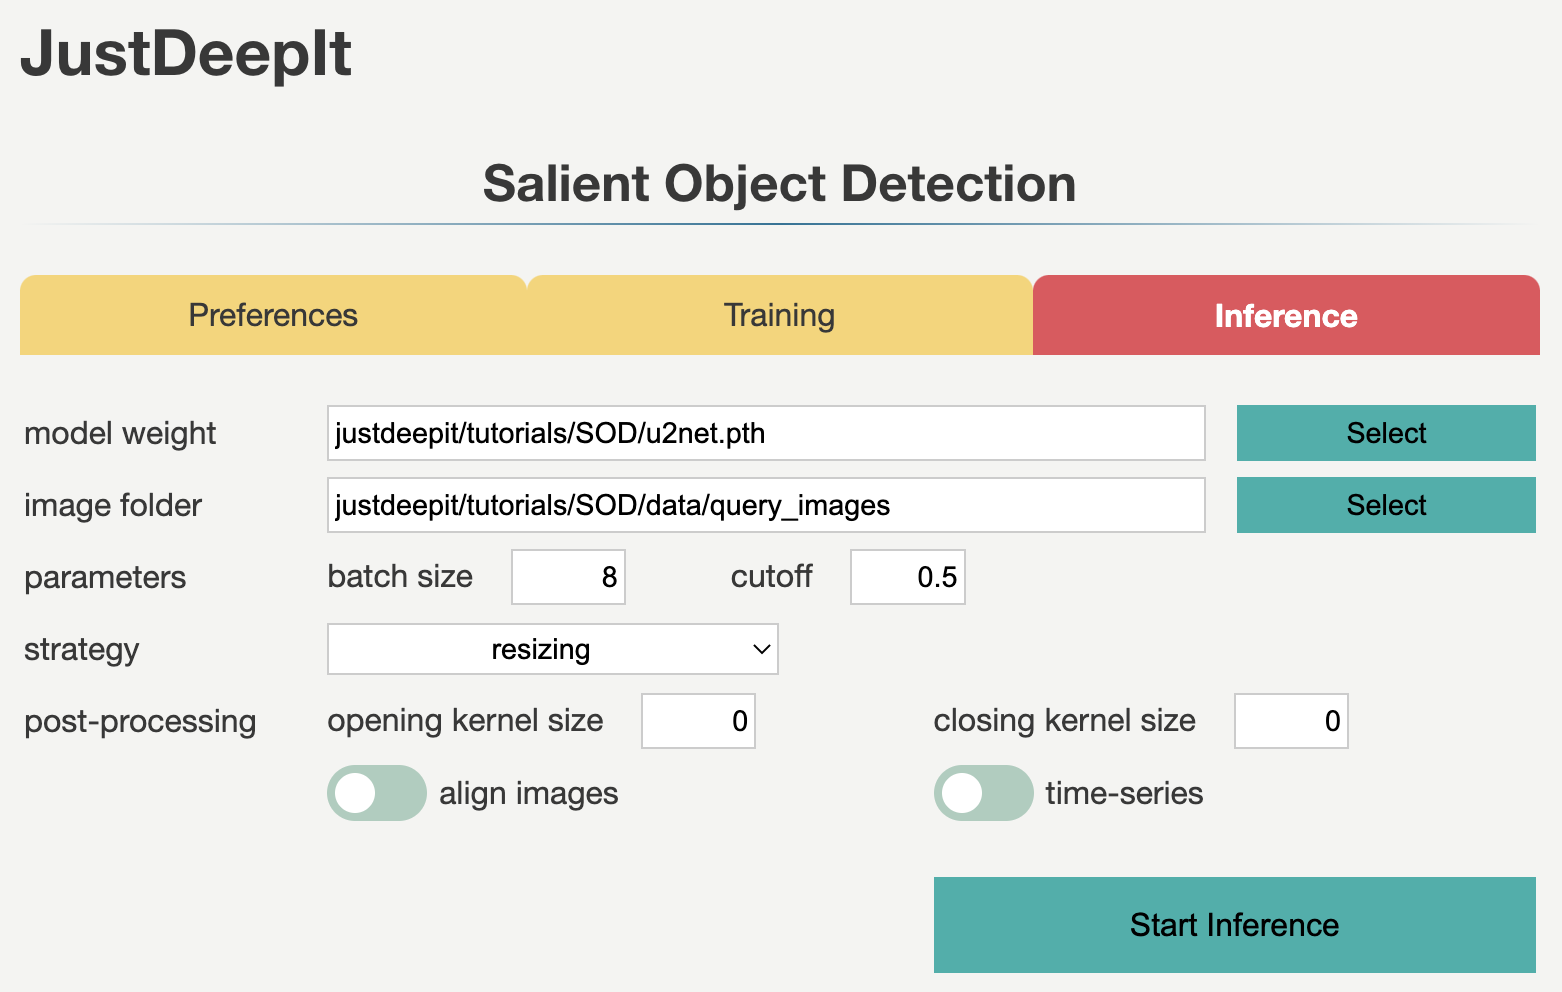 JustDeepIt
Salient Object Detection
Preferences Training Inference
model weight justdeepit/tutorials/SOD/u2net.pth Select
image folder justdeepit/tutorials/SOD/data/query_images Select
parameters batch size 8 cutoff 0.5
strategy resizing
post-processing opening kernel size 0 closing kernel size 0
align images time-series
Start Inference